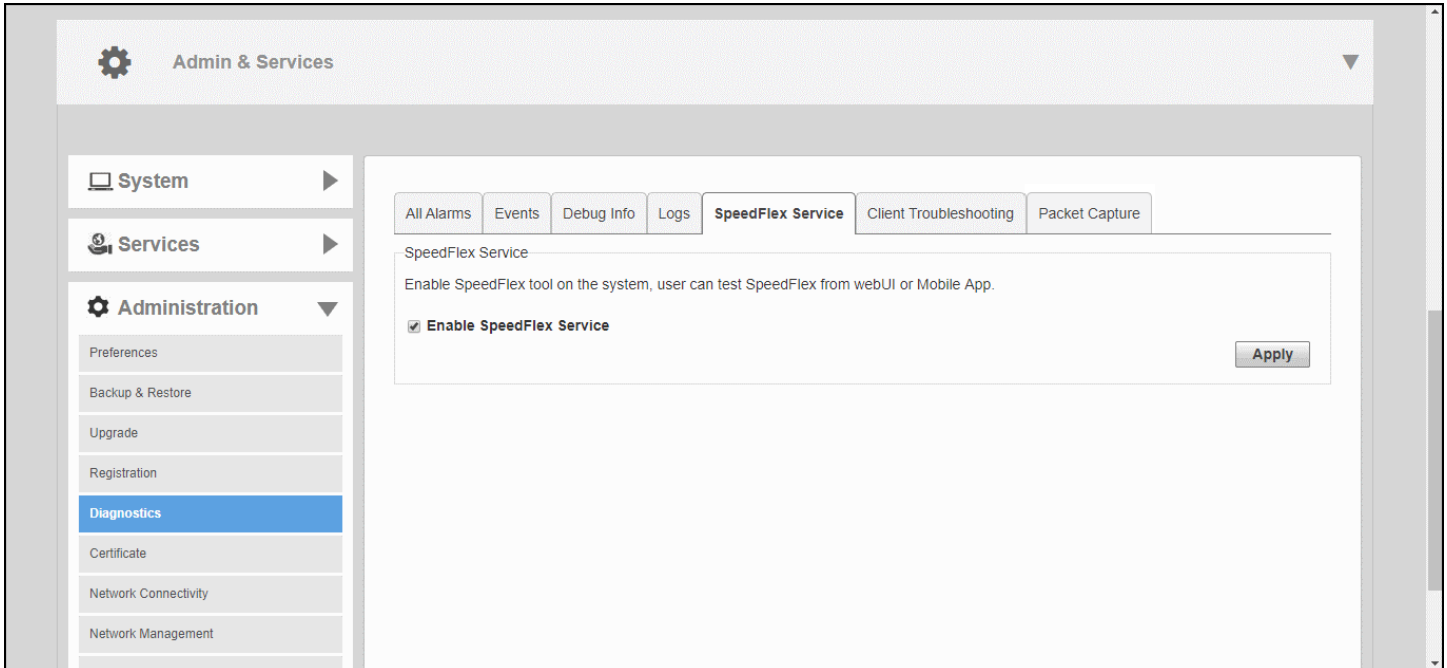 Admin & Services
System
Services
Administration
Preferences
Backup & Restore
Upgrade
Registration
Diagnostics
Certificate
Network Connectivity
Network Management
All Alarms Events Debug Info Logs SpeedFlex Service Client Troubleshooting Packet Capture
SpeedFlex Service
Enable SpeedFlex tool on the system, user can test SpeedFlex from webUI or Mobile App.
Enable SpeedFlex Service
Apply